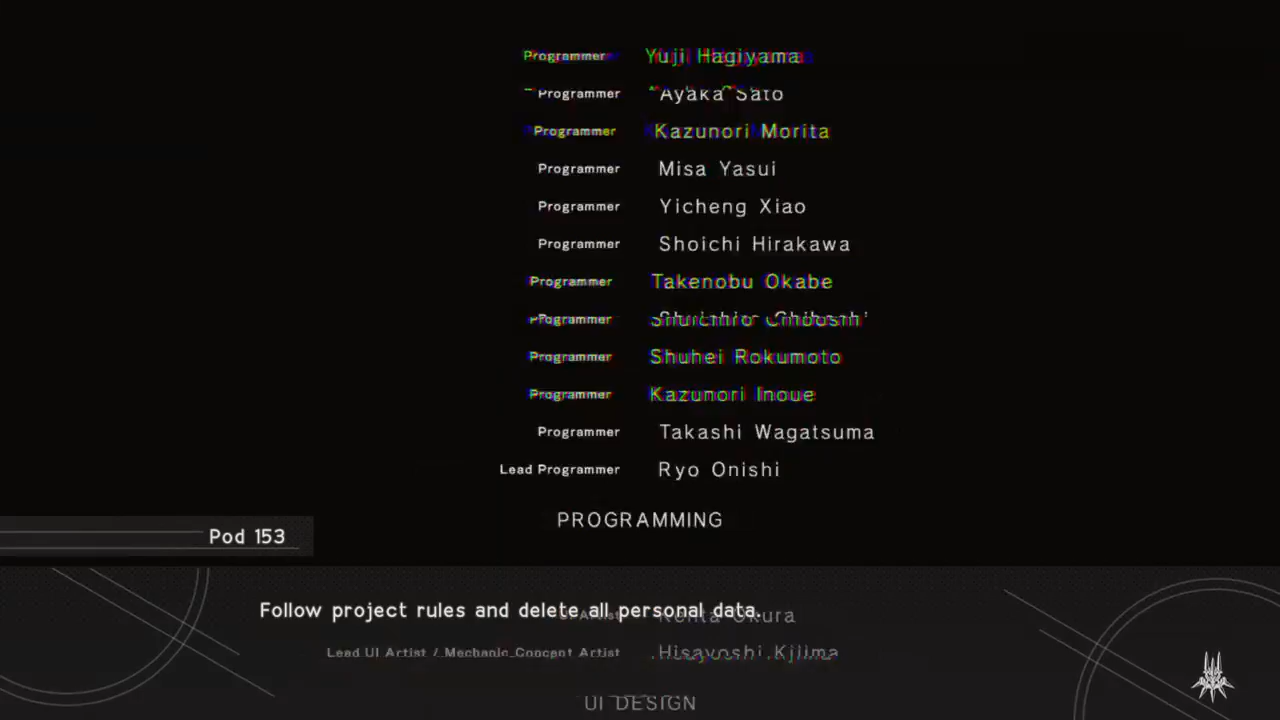 Programmer Yuji Hagiyama
Programmer Ayaka Sato
Programmer Kazunori Morita
Programmer Misa Yasui
Programmer Yicheng Xiao
Programmer Shoichi Hirakawa
Programmer Takenobu Okabe
Programmer
Programmer Shuhei Rokumoto
Programmer Kazunori Inoue
Programmer Takashi Wagatsuma
Lead Programmer Ryo Onishi
PROGRAMMING
Pod 153
Follow project rules and delete all personal data.
Okura
Lead UI Artist / Mechanic Concept Artist Hisayoshi Kijima
UI DESIGN